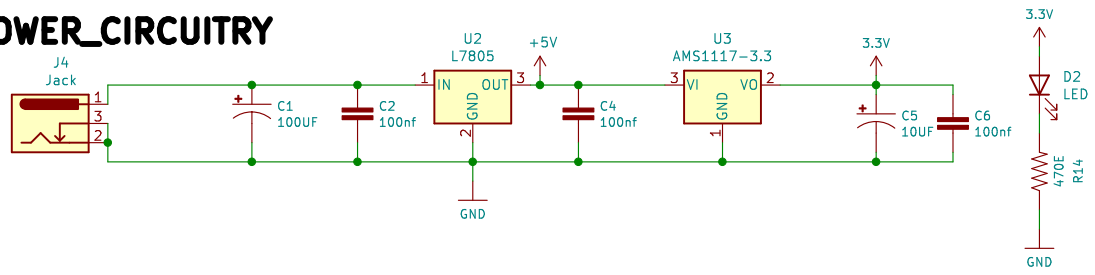 OWER_CIRCUITRY
J4
Jack
1
3
2
C1
100UF
C2
100nf
U2
L7805
1
IN
OUT
3
GND
2
GND
+5V
C4
100nf
U3
AMS1117-3.3
3
VI
VO
2
GND
1
3.3V
C5
10UF
C6
100nf
3.3V
D2
LED
470E
R14
GND